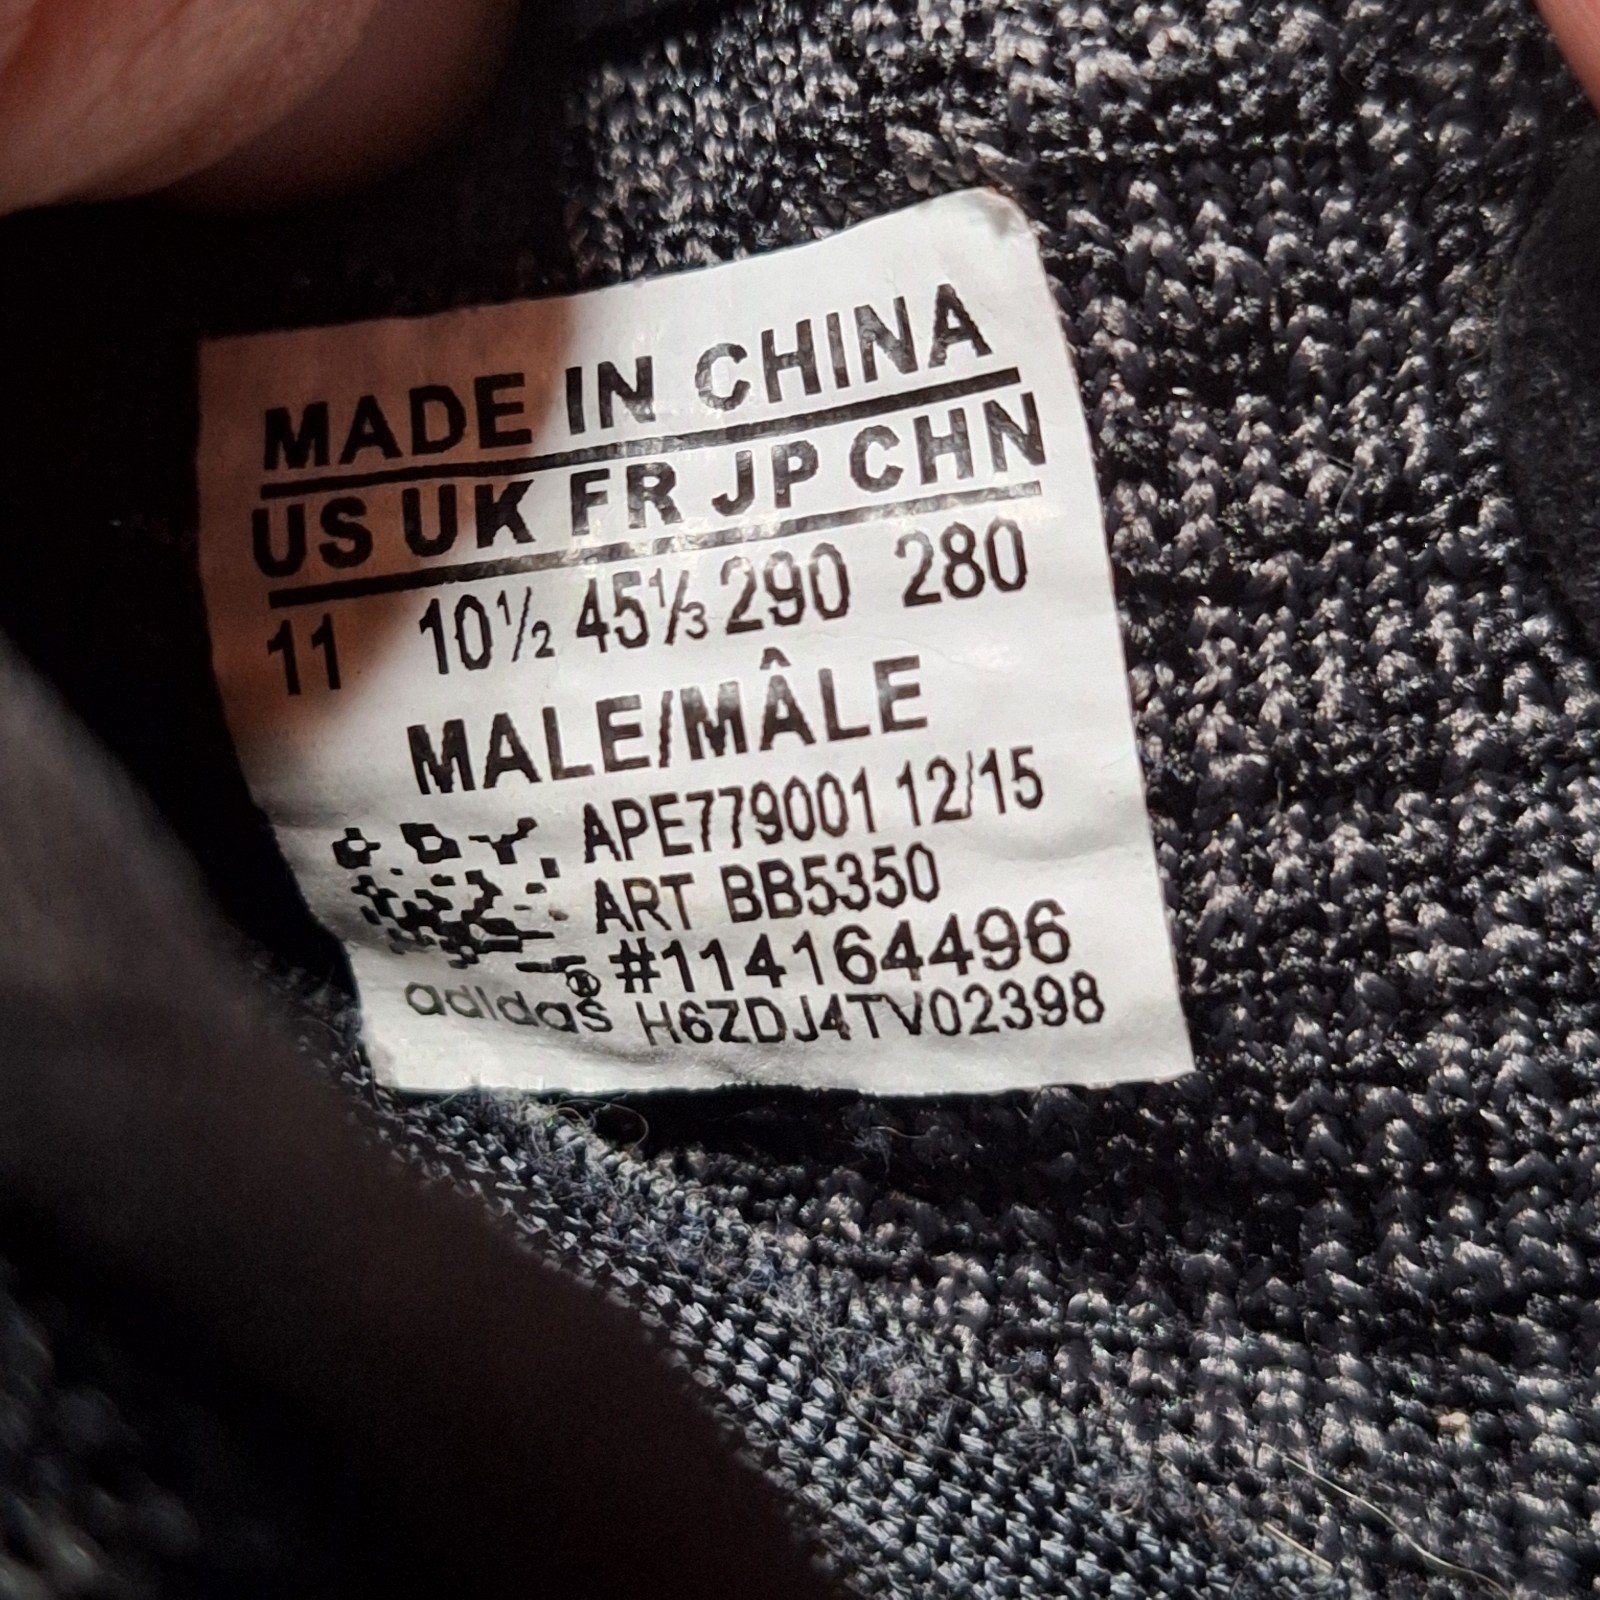 MADE IN CHINA
US UK FR JP CHN
11 10½ 45⅓ 290 280
MALE/MÂLE
APE779001 12/15
ART BB5350
#114164496
adidas® H6ZDJ4TV02398